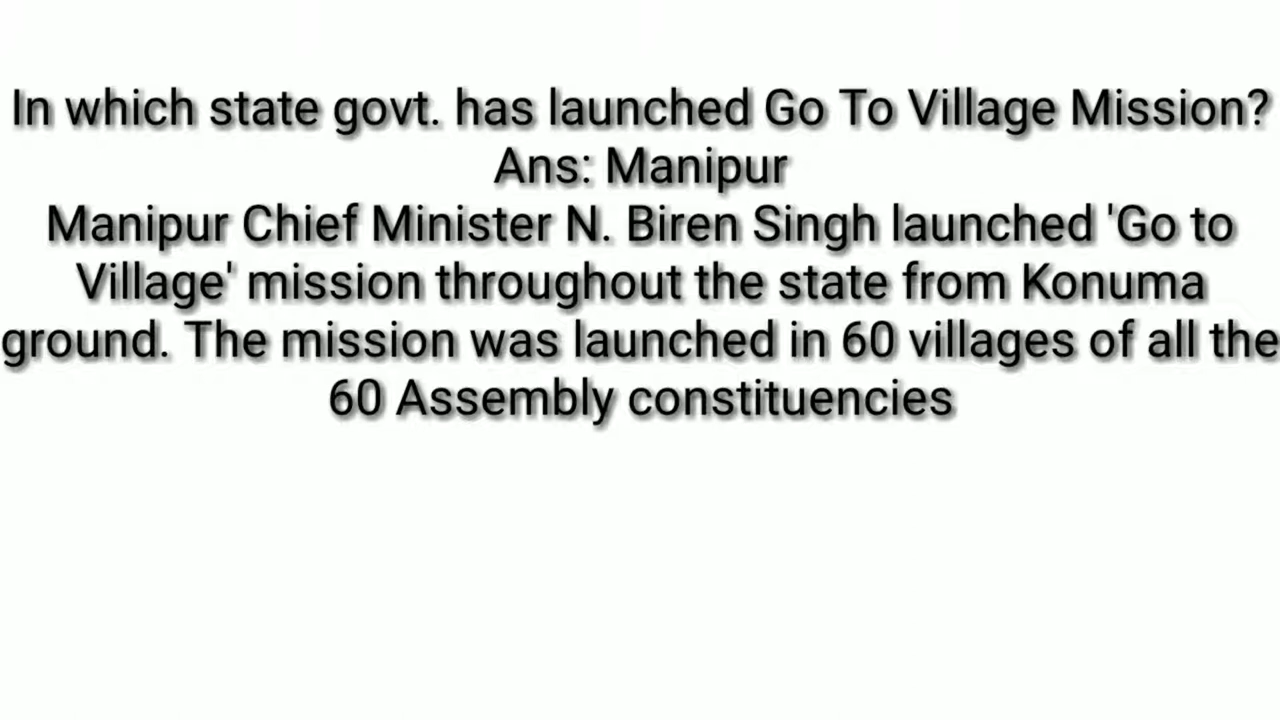 In which state govt. has launched Go To Village Mission?
Ans: Manipur
Manipur Chief Minister N. Biren Singh launched 'Go to
Village' mission throughout the state from Konuma
ground. The mission was launched in 60 villages of all the
60 Assembly constituencies